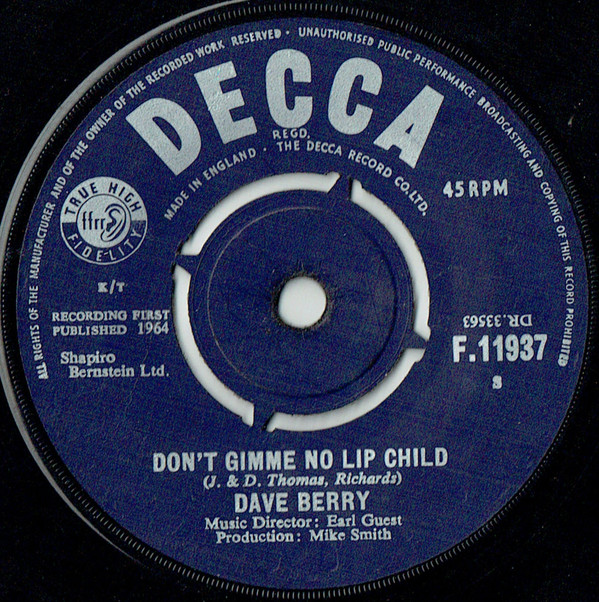 ALL RIGHTS OF THE MANUFACTURER AND OF THE OWNER OF THE RECORDED WORK RESERVED · UNAUTHORISED PUBLIC PERFORMANCE BROADCASTING AND COPYING OF THIS RECORD PROHIBITED
DECCA
REGD.
MADE IN ENGLAND · THE DECCA RECORD CO. LTD.
TRUE HIGH
ffrr
FIDELITY
45 RPM
K/T
RECORDING FIRST
PUBLISHED 1964
Shapiro
Bernstein Ltd.
DR.33563
F.11937
S
DON'T GIMME NO LIP CHILD
(J. & D. Thomas, Richards)
DAVE BERRY
Music Director: Earl Guest
Production: Mike Smith